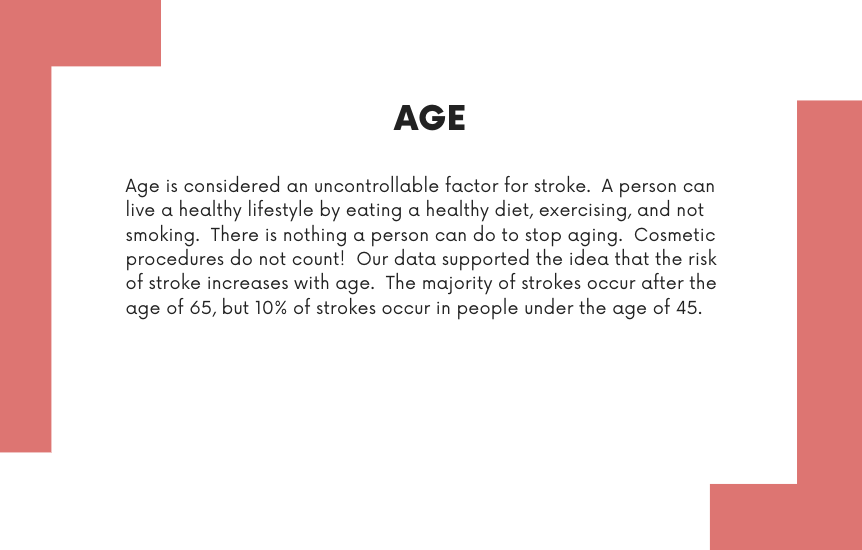 AGE
Age is considered an uncontrollable factor for stroke.  A person can
live a healthy lifestyle by eating a healthy diet, exercising, and not
smoking.  There is nothing a person can do to stop aging.  Cosmetic
procedures do not count!  Our data supported the idea that the risk
of stroke increases with age.  The majority of strokes occur after the
age of 65, but 10% of strokes occur in people under the age of 45.